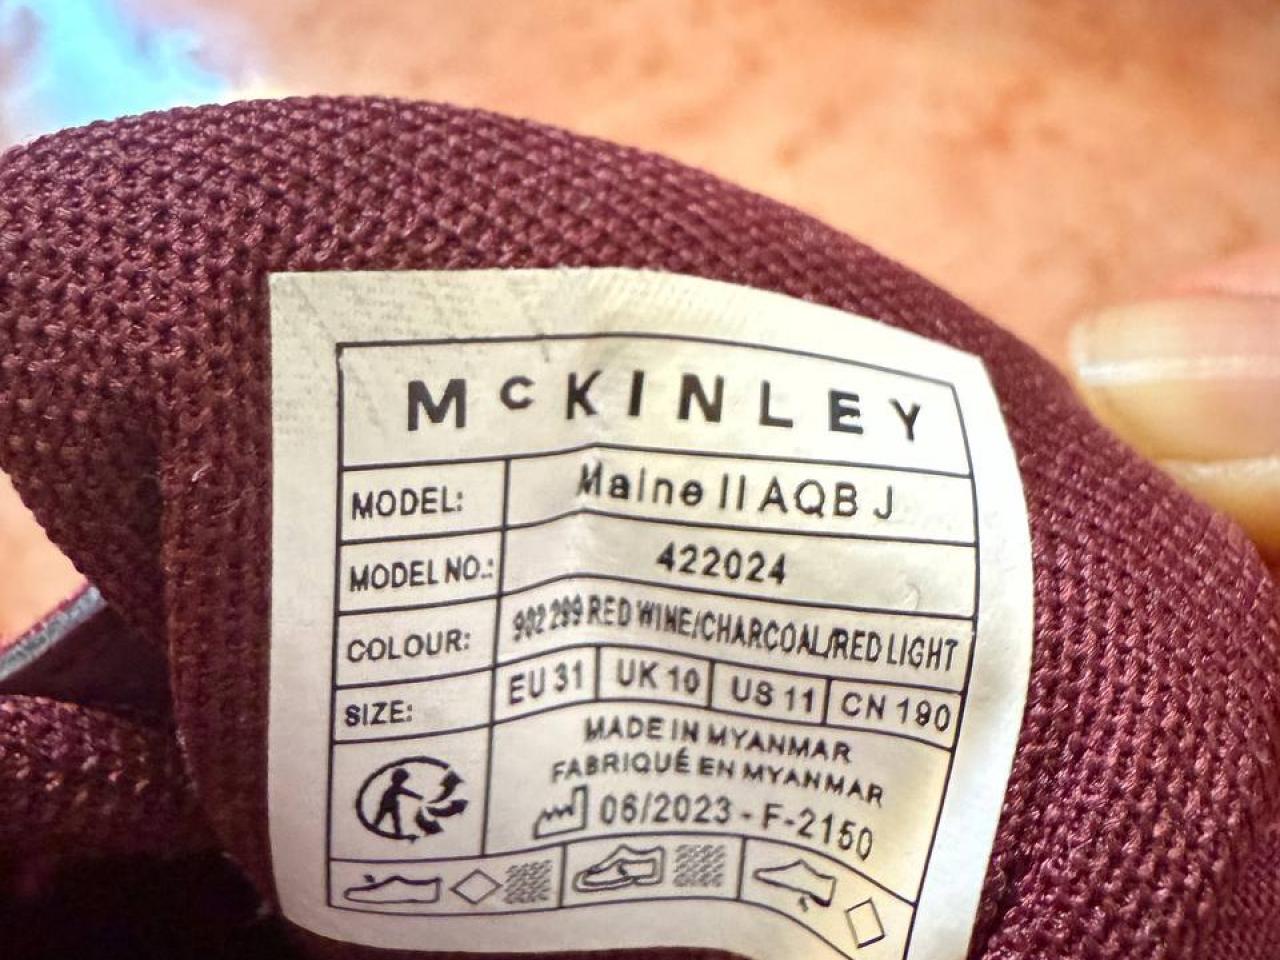 McKINLEY
MODEL: Maine II AQB J
MODEL NO.: 422024
COLOUR: 902 299 RED WINE/CHARCOAL/RED LIGHT
SIZE: EU 31 UK 10 US 11 CN 190
MADE IN MYANMAR
FABRIQUÉ EN MYANMAR
06/2023 - F-2150